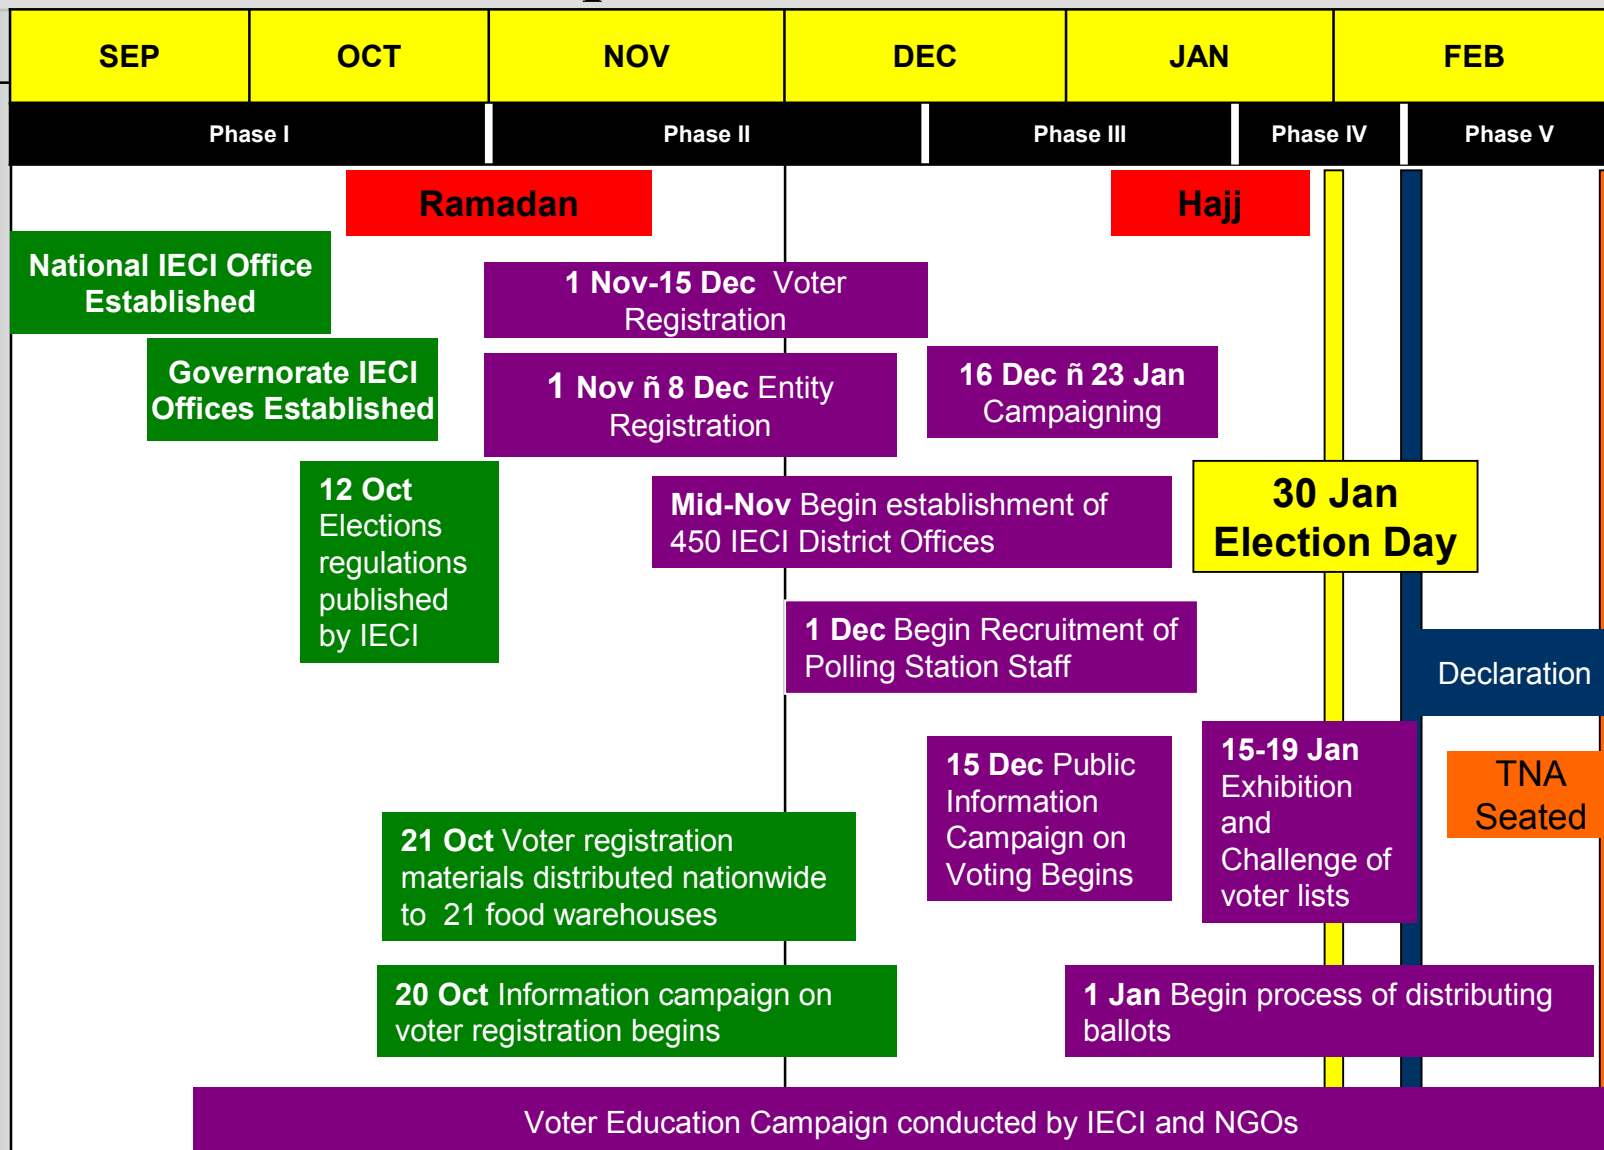 SEP OCT NOV DEC JAN FEB
Phase I Phase II Phase III Phase IV Phase V
Ramadan
Hajj
National IECI Office
Established
1 Nov-15 Dec Voter
Registration
Governorate IECI
Offices Established
1 Nov ñ 8 Dec Entity
Registration
16 Dec ñ 23 Jan
Campaigning
12 Oct
Elections
regulations
published
by IECI
Mid-Nov Begin establishment of
450 IECI District Offices
30 Jan
Election Day
1 Dec Begin Recruitment of
Polling Station Staff
Declaration
15 Dec Public
Information
Campaign on
Voting Begins
15-19 Jan
Exhibition
and
Challenge of
voter lists
TNA
Seated
21 Oct Voter registration
materials distributed nationwide
to 21 food warehouses
20 Oct Information campaign on
voter registration begins
1 Jan Begin process of distributing
ballots
Voter Education Campaign conducted by IECI and NGOs